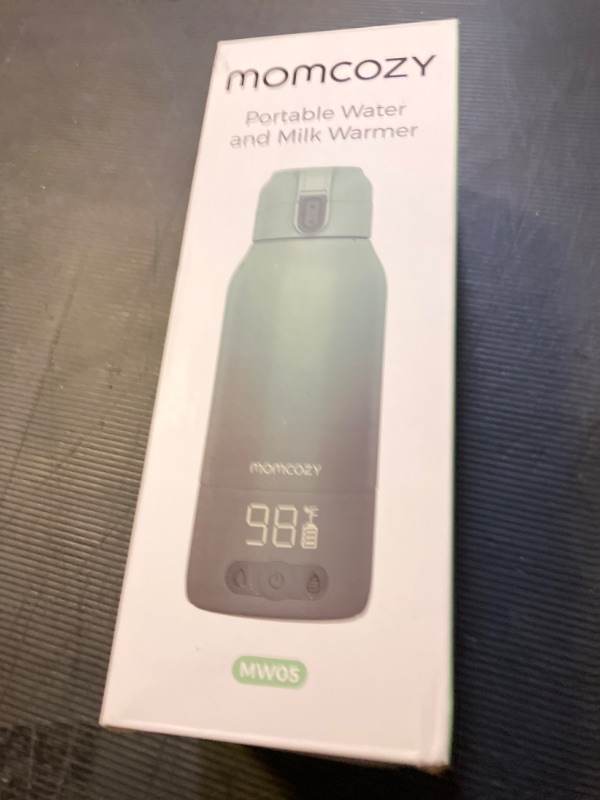 momcozy
Portable Water
and Milk Warmer
momcozy
98°F
MW05